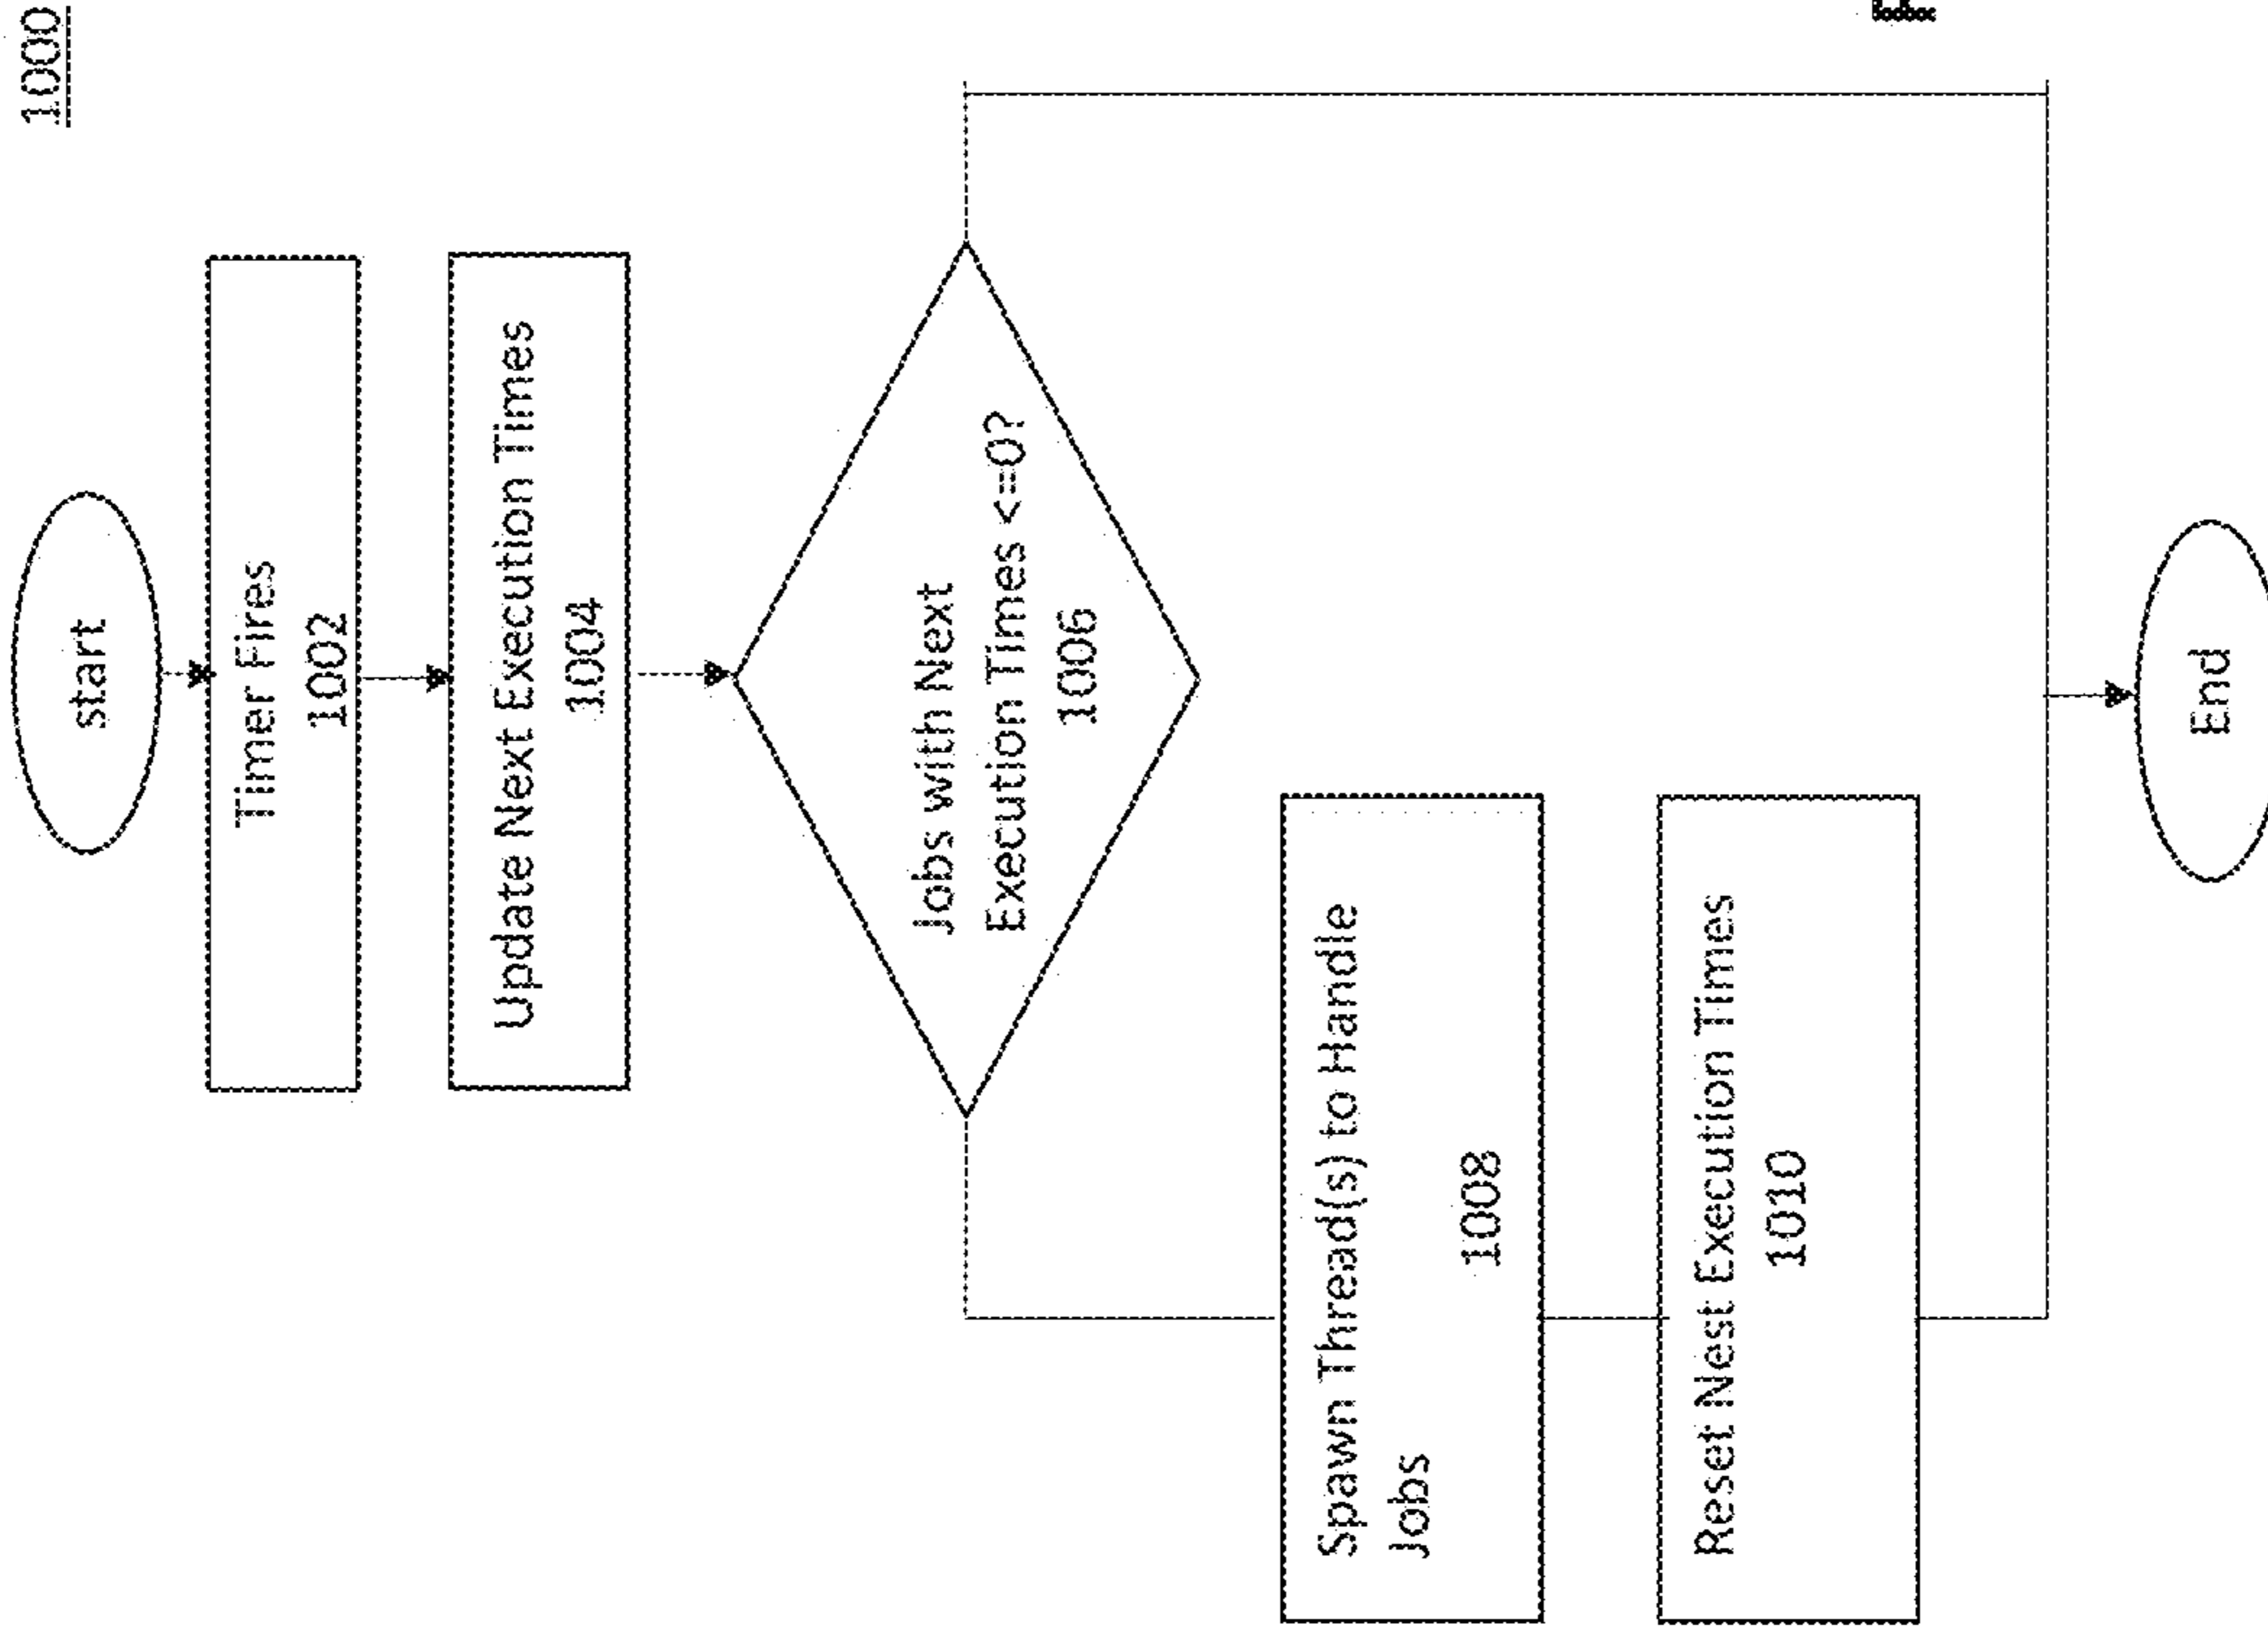 1000
start
Timer Fires
1002
Update Next Execution Times
1004
Jobs with Next
Execution Times <=0?
1006
Spawn Thread(s) to Handle
Jobs
1008
Reset Nest Execution Times
1010
End